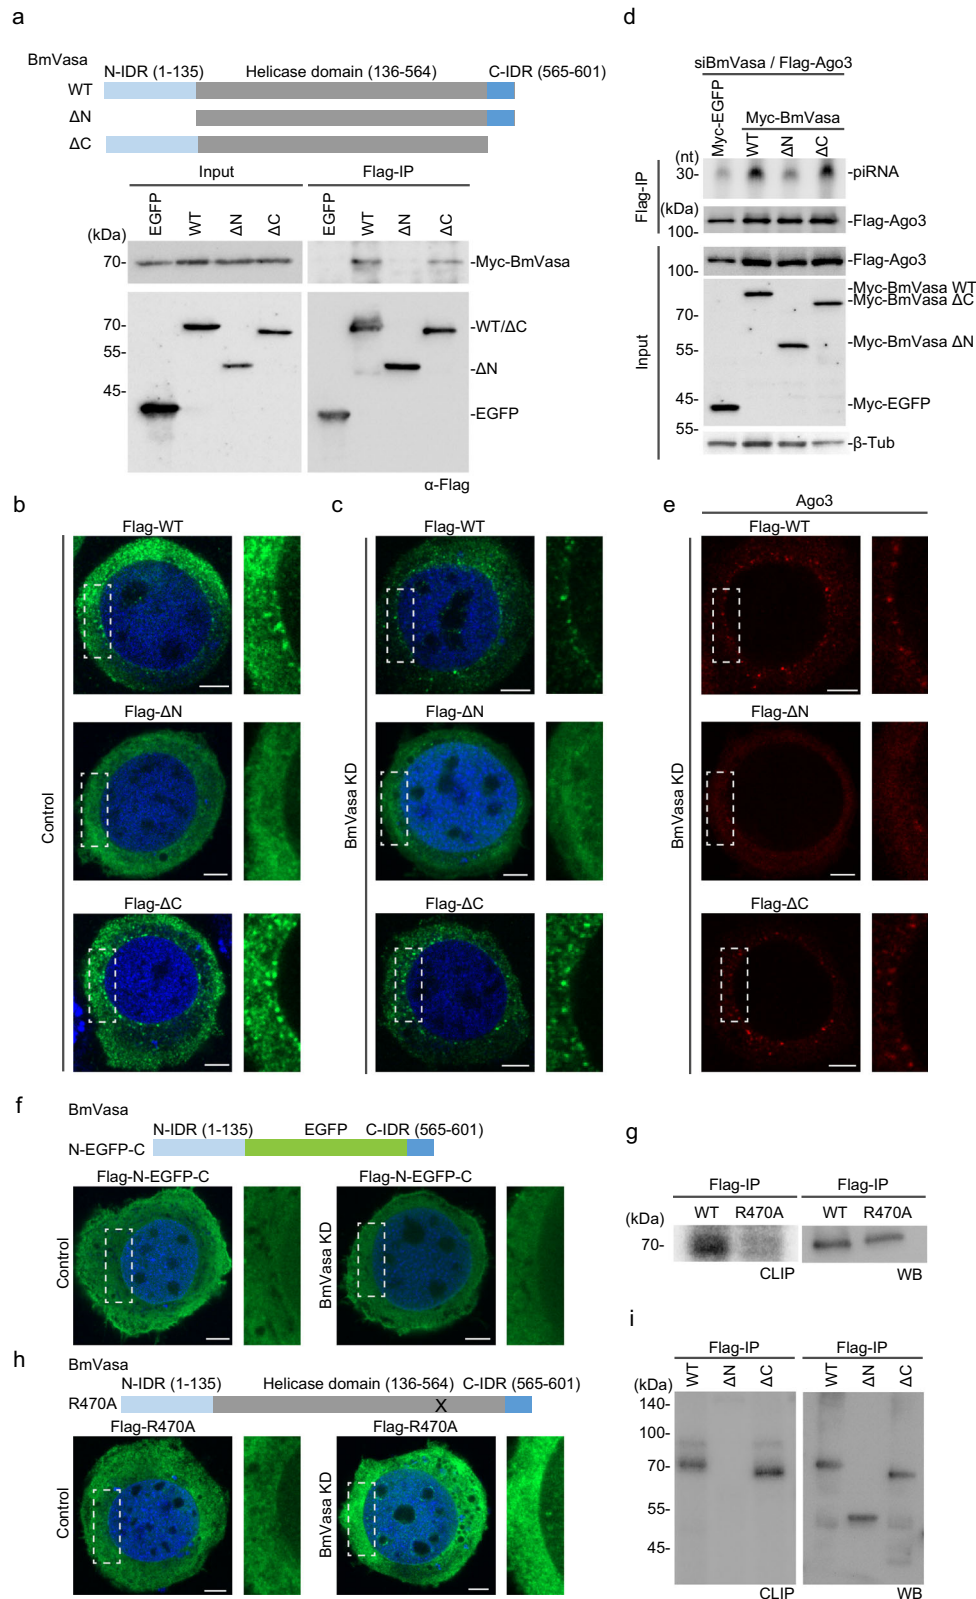 a
BmVasa
N-IDR (1-135) Helicase domain (136-564) C-IDR (565-601)
WT
ΔN
ΔC
Input Flag-IP
EGFP WT ΔN ΔC EGFP WT ΔN ΔC
(kDa)
70- -Myc-BmVasa
70- -WT/ΔC
55- -ΔN
45- -EGFP
α-Flag
d
siBmVasa / Flag-Ago3
Myc-EGFP Myc-BmVasa
WT ΔN ΔC
(nt)
Flag-IP
30- -piRNA
(kDa)
100- -Flag-Ago3
Input
100- -Flag-Ago3
-Myc-BmVasa WT
-Myc-BmVasa ΔC
70-
55- -Myc-BmVasa ΔN
45- -Myc-EGFP
55- -β-Tub
b
Control
Flag-WT
Flag-ΔN
Flag-ΔC
c
BmVasa KD
Flag-WT
Flag-ΔN
Flag-ΔC
e
Ago3
BmVasa KD
Flag-WT
Flag-ΔN
Flag-ΔC
f
BmVasa
N-IDR (1-135) EGFP C-IDR (565-601)
N-EGFP-C
Flag-N-EGFP-C Flag-N-EGFP-C
Control BmVasa KD
g
Flag-IP Flag-IP
WT R470A WT R470A
(kDa)
70-
CLIP WB
h
BmVasa
N-IDR (1-135) Helicase domain (136-564) C-IDR (565-601)
R470A X
Flag-R470A Flag-R470A
Control BmVasa KD
i
Flag-IP Flag-IP
WT ΔN ΔC WT ΔN ΔC
(kDa)
140-
100-
70-
55-
45-
CLIP WB